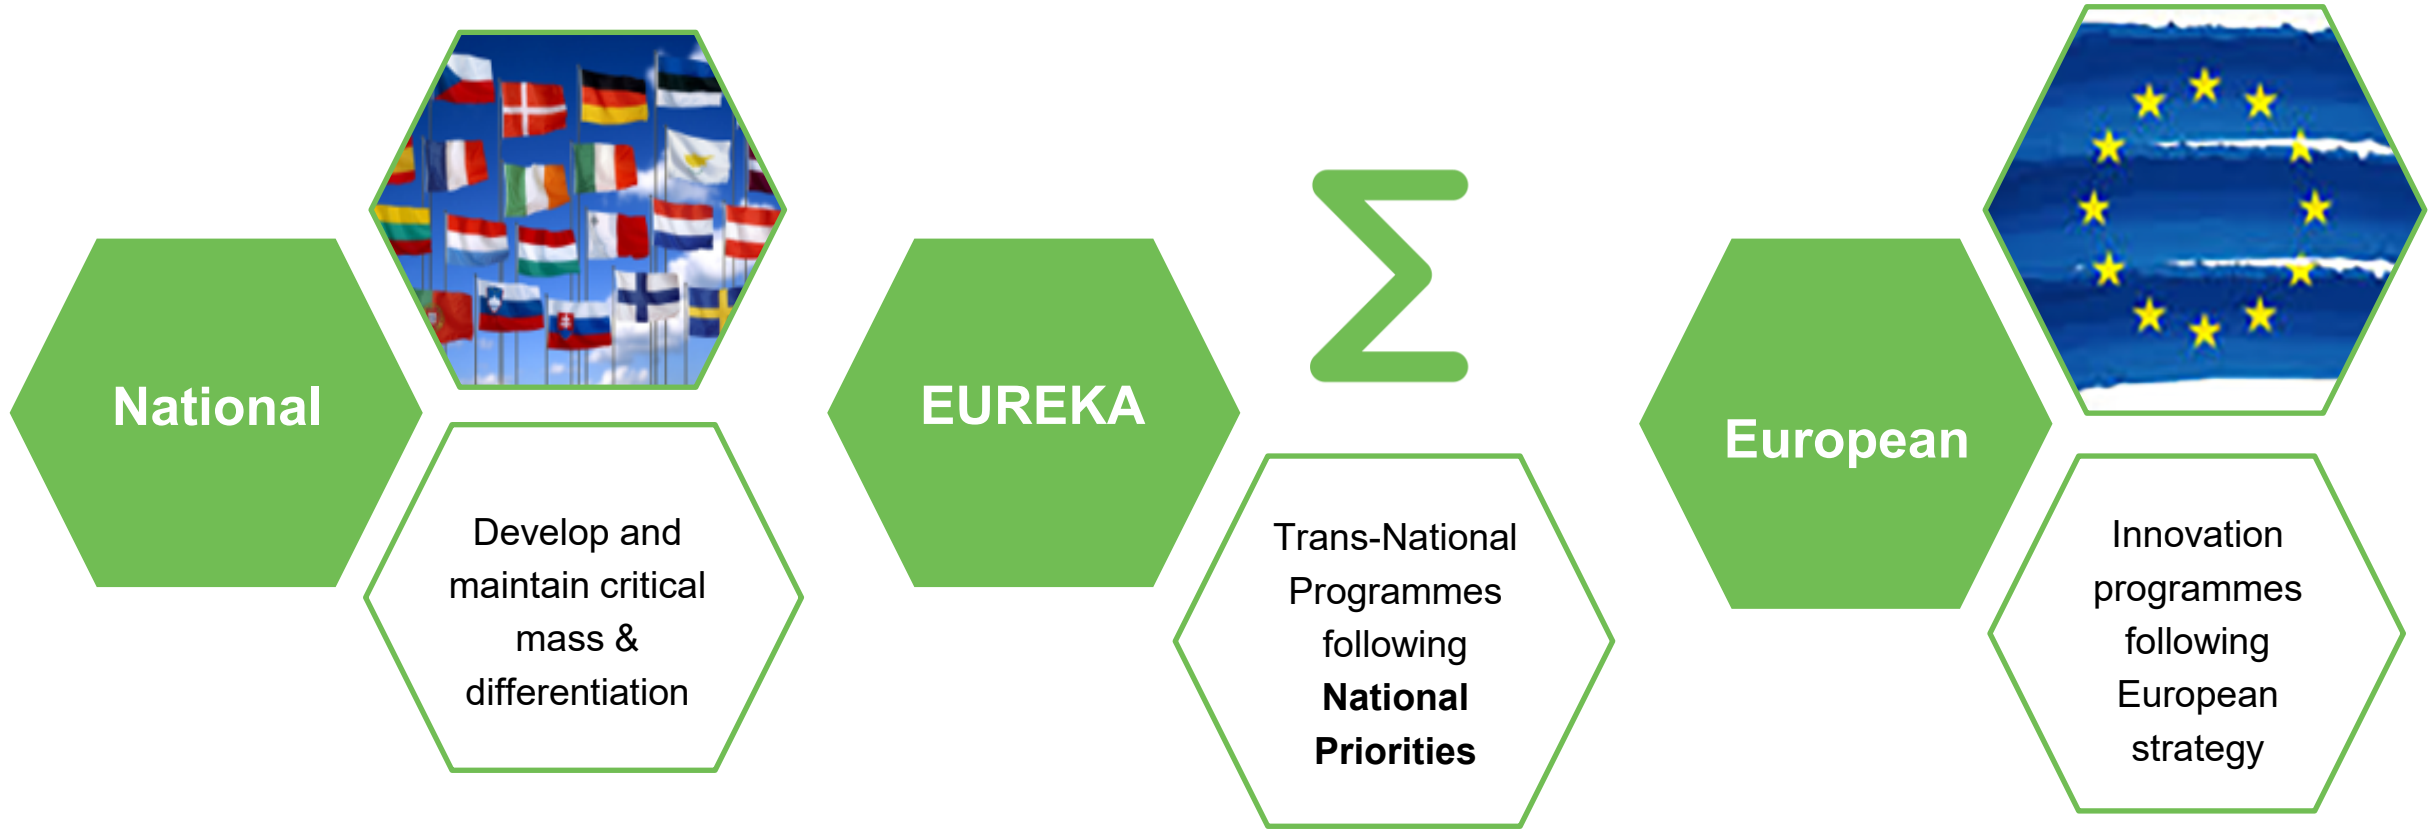 National
Develop and
maintain critical
mass &
differentiation
EUREKA
Σ
Trans-National
Programmes
following
National
Priorities
European
Innovation
programmes
following
European
strategy